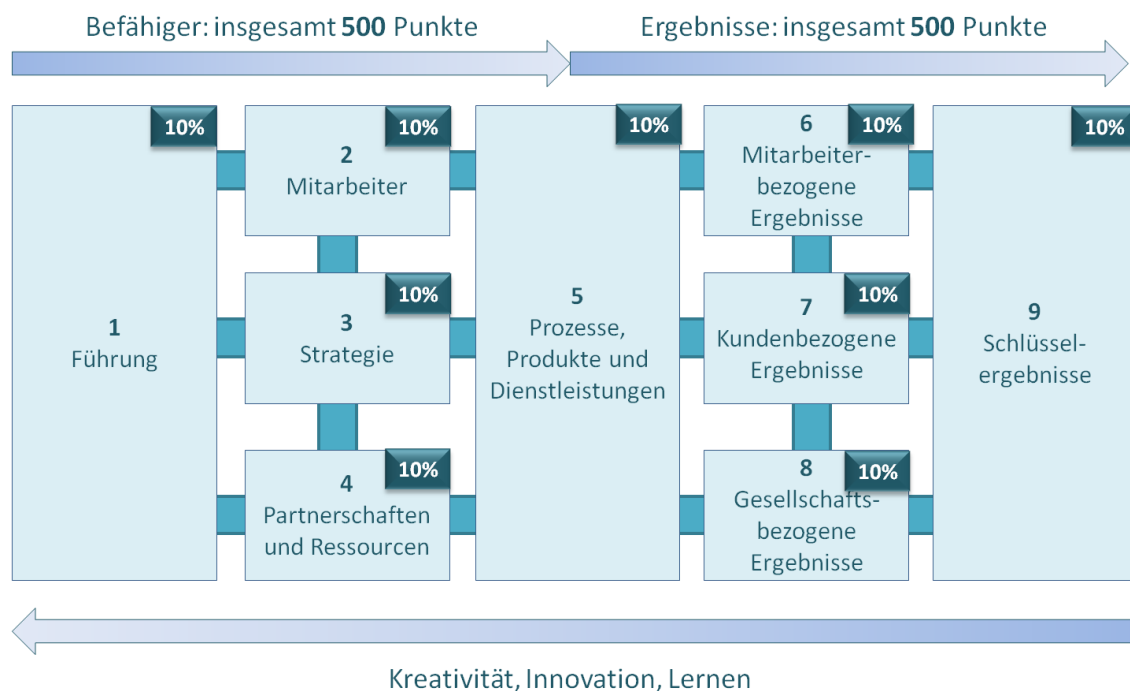 Befähiger: insgesamt 500 Punkte
Ergebnisse: insgesamt 500 Punkte
10%
1
Führung
10%
2
Mitarbeiter
10%
3
Strategie
10%
4
Partnerschaften
und Ressourcen
10%
5
Prozesse,
Produkte und
Dienstleistungen
10%
6
Mitarbeiter-
bezogene
Ergebnisse
10%
7
Kundenbezogene
Ergebnisse
10%
8
Gesellschafts-
bezogene
Ergebnisse
10%
9
Schlüssel-
ergebnisse
Kreativität, Innovation, Lernen